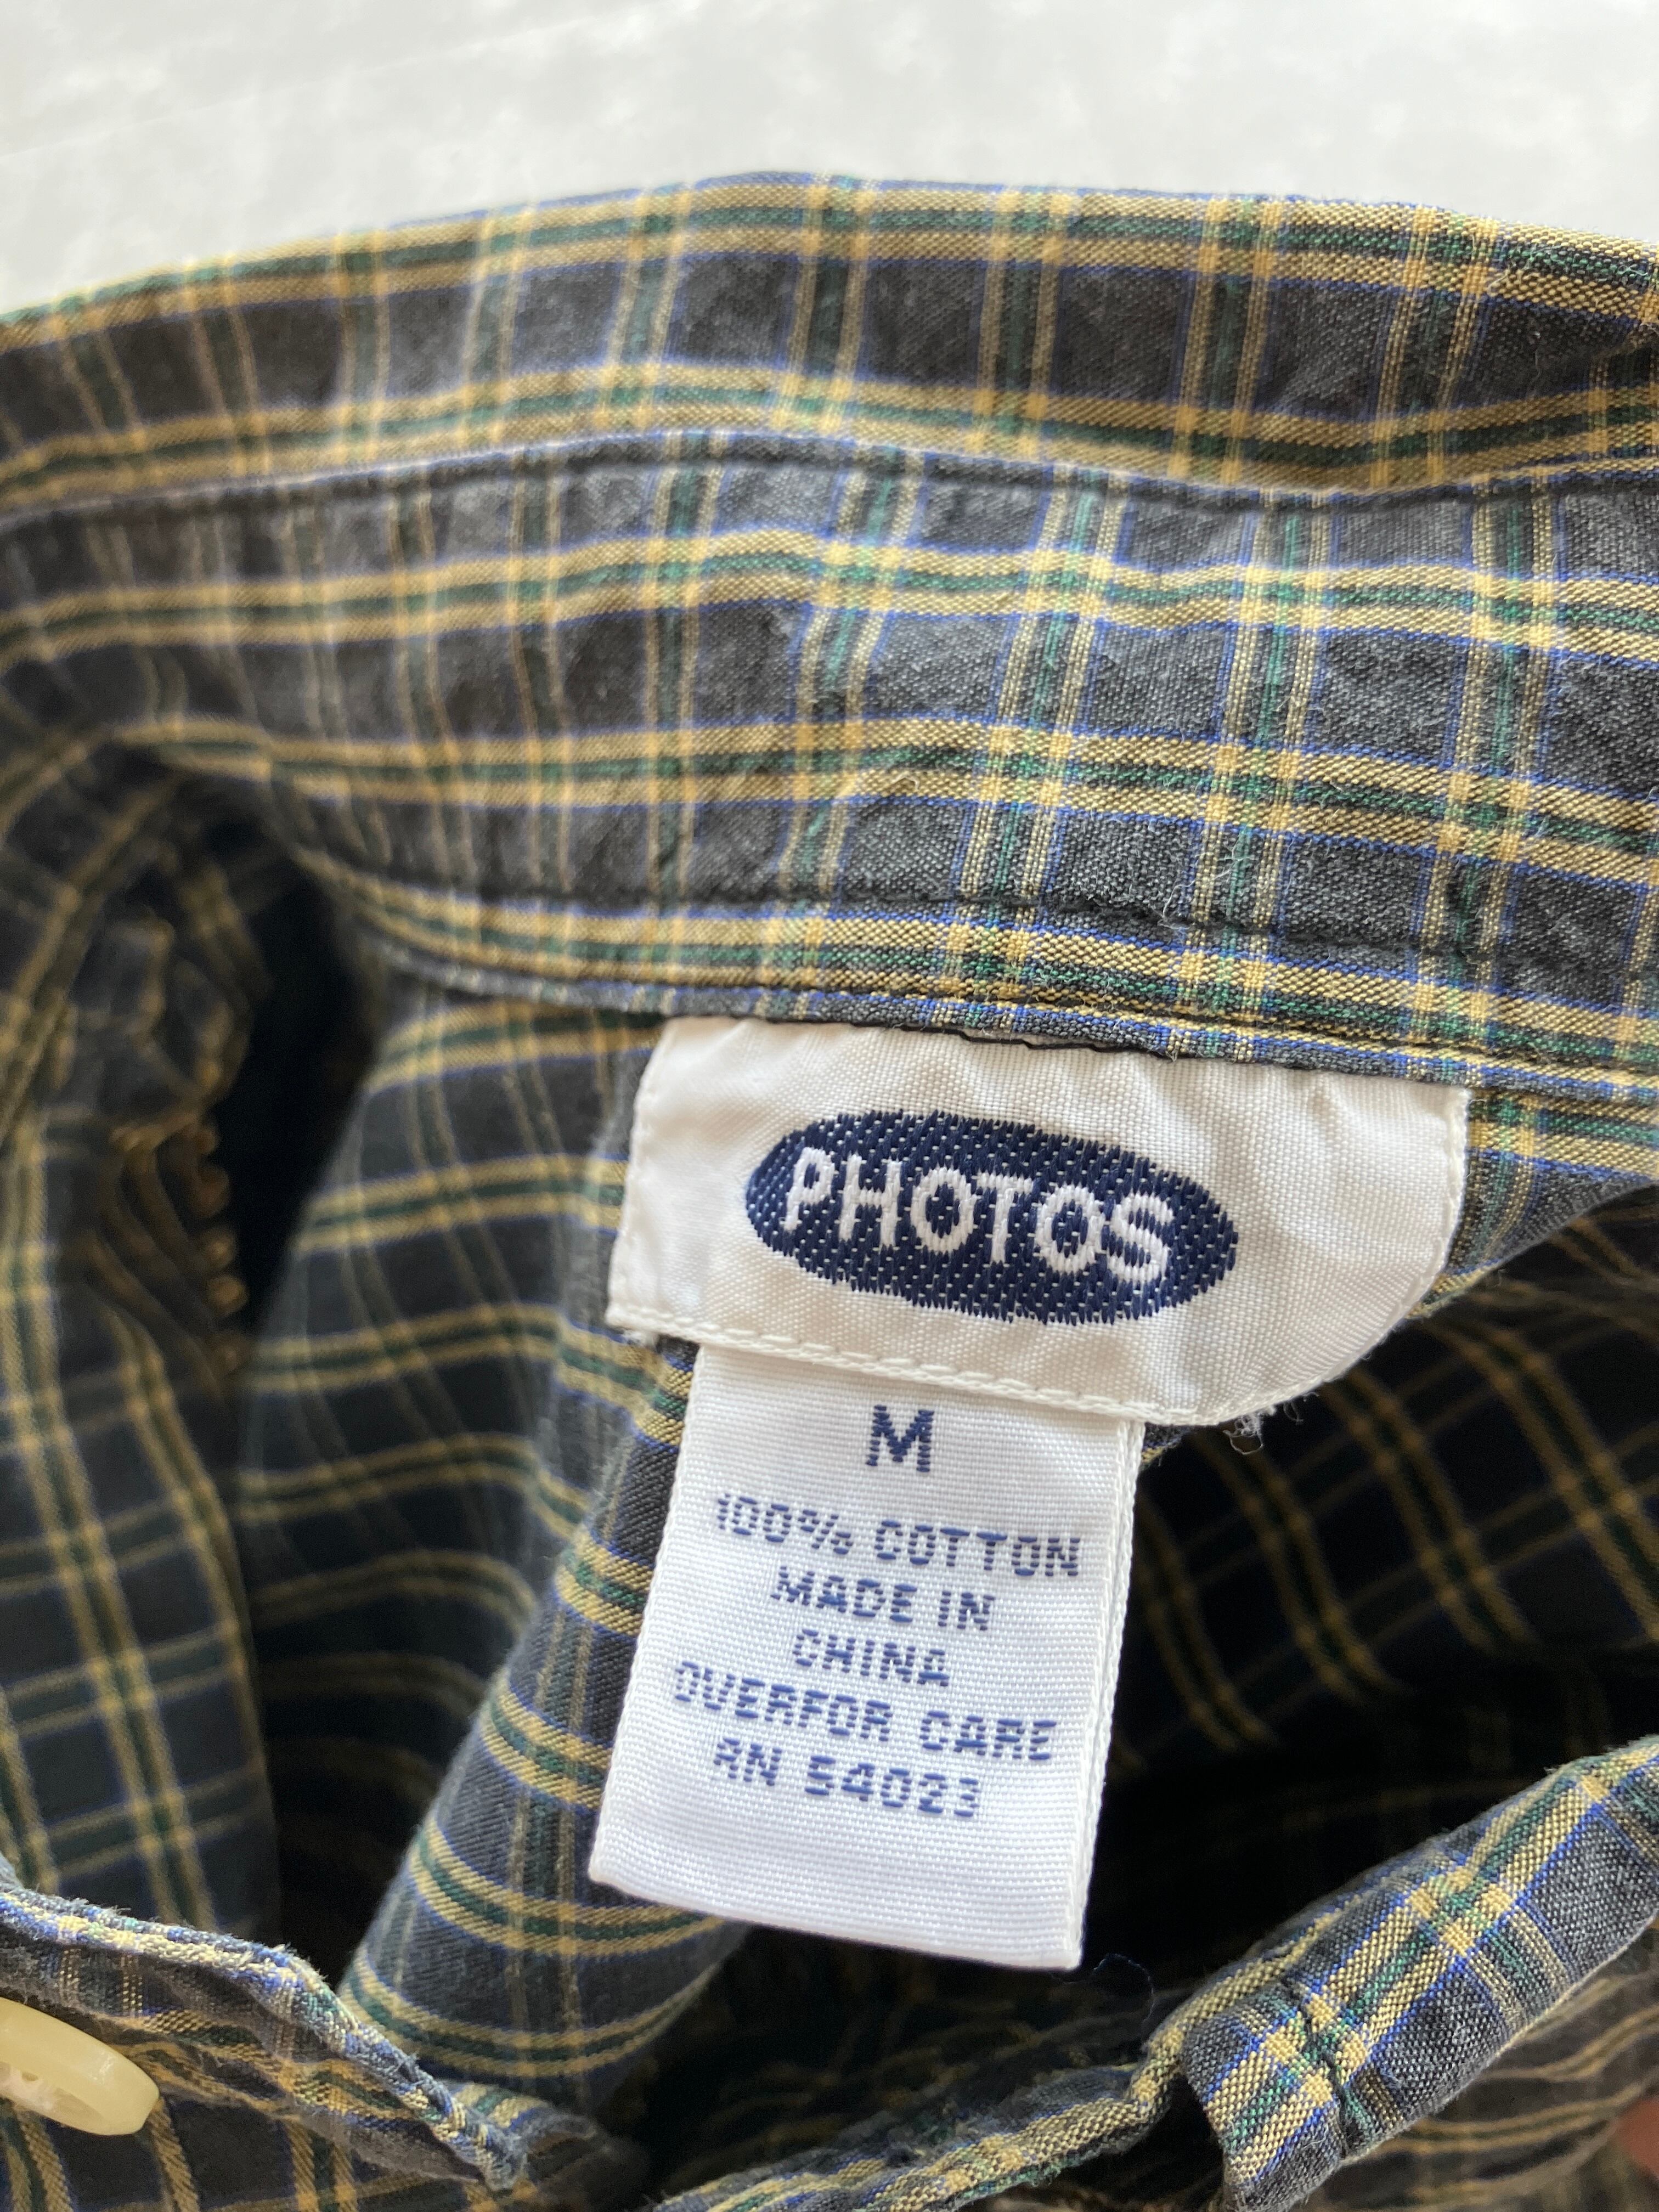 PHOTOS
M
100% COTTON
MADE IN
CHINA
OVERFOR CARE
RN 54023